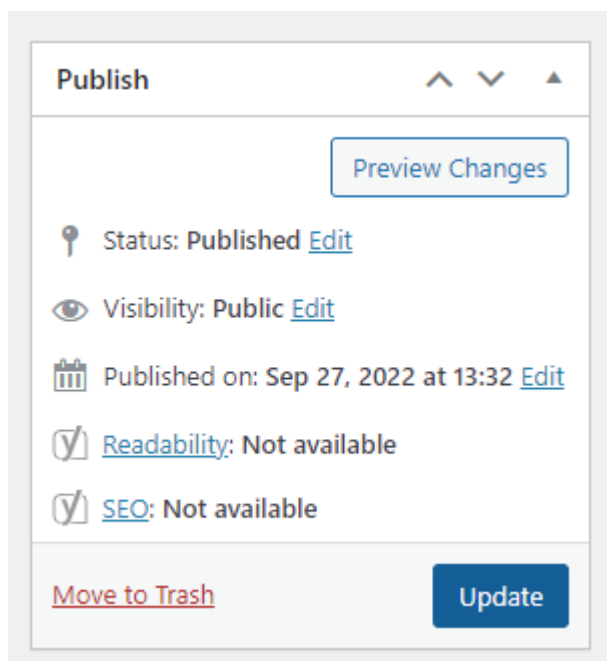 Publish
Preview Changes
Status: Published Edit
Visibility: Public Edit
Published on: Sep 27, 2022 at 13:32 Edit
Readability: Not available
SEO: Not available
Move to Trash Update